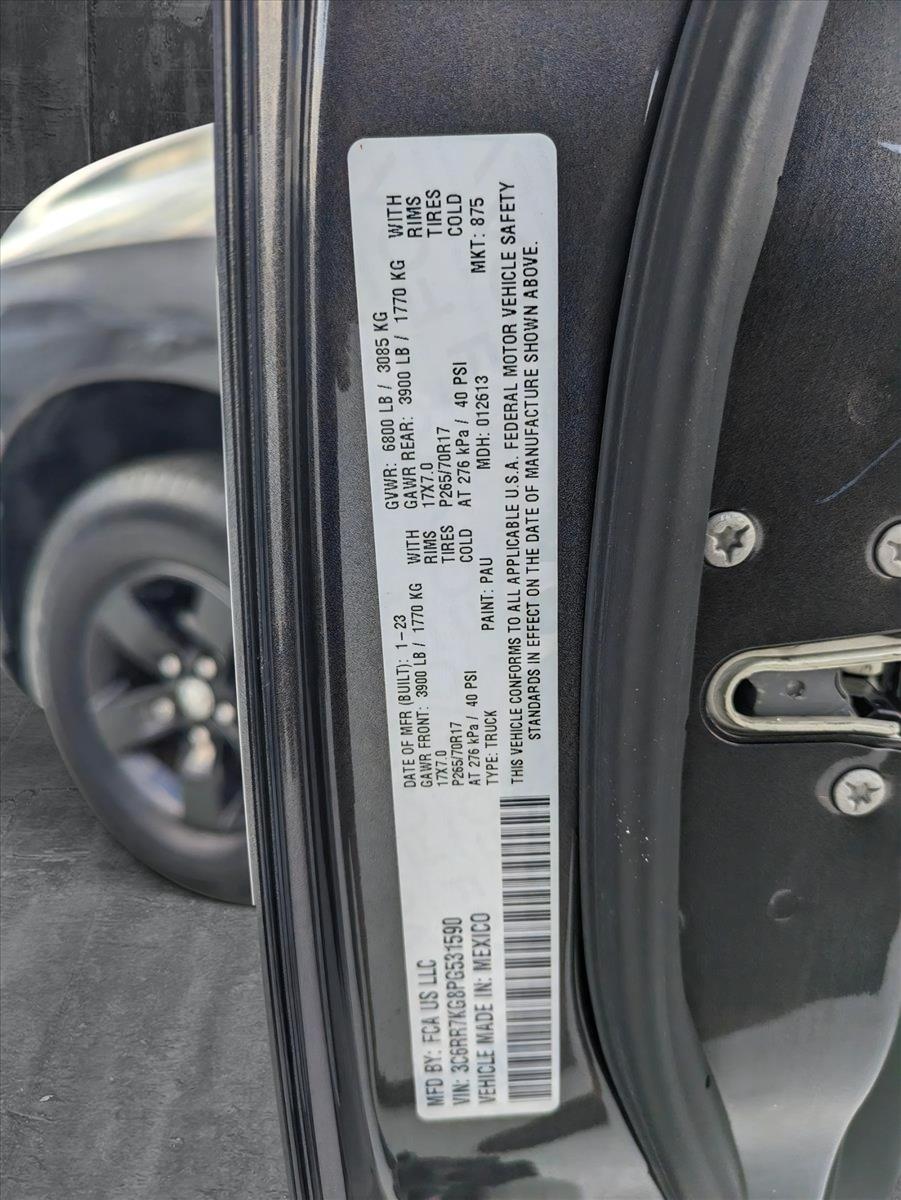 MFD BY: FCA US LLC
VIN: 3C6RR7KG8PG531590
VEHICLE MADE IN: MEXICO
DATE OF MFR (BUILT): 1-23
GAWR FRONT: 3900 LB / 1770 KG WITH
17X7.0 RIMS
P265/70R17 TIRES
AT 276 kPa / 40 PSI COLD
TYPE: TRUCK PAINT: PAU
GVWR: 6800 LB / 3085 KG
GAWR REAR: 3900 LB / 1770 KG WITH
17X7.0 RIMS
P265/70R17 TIRES
AT 276 kPa / 40 PSI COLD
MDH: 012613 MKT: 875
THIS VEHICLE CONFORMS TO ALL APPLICABLE U.S.A. FEDERAL MOTOR VEHICLE SAFETY
STANDARDS IN EFFECT ON THE DATE OF MANUFACTURE SHOWN ABOVE.